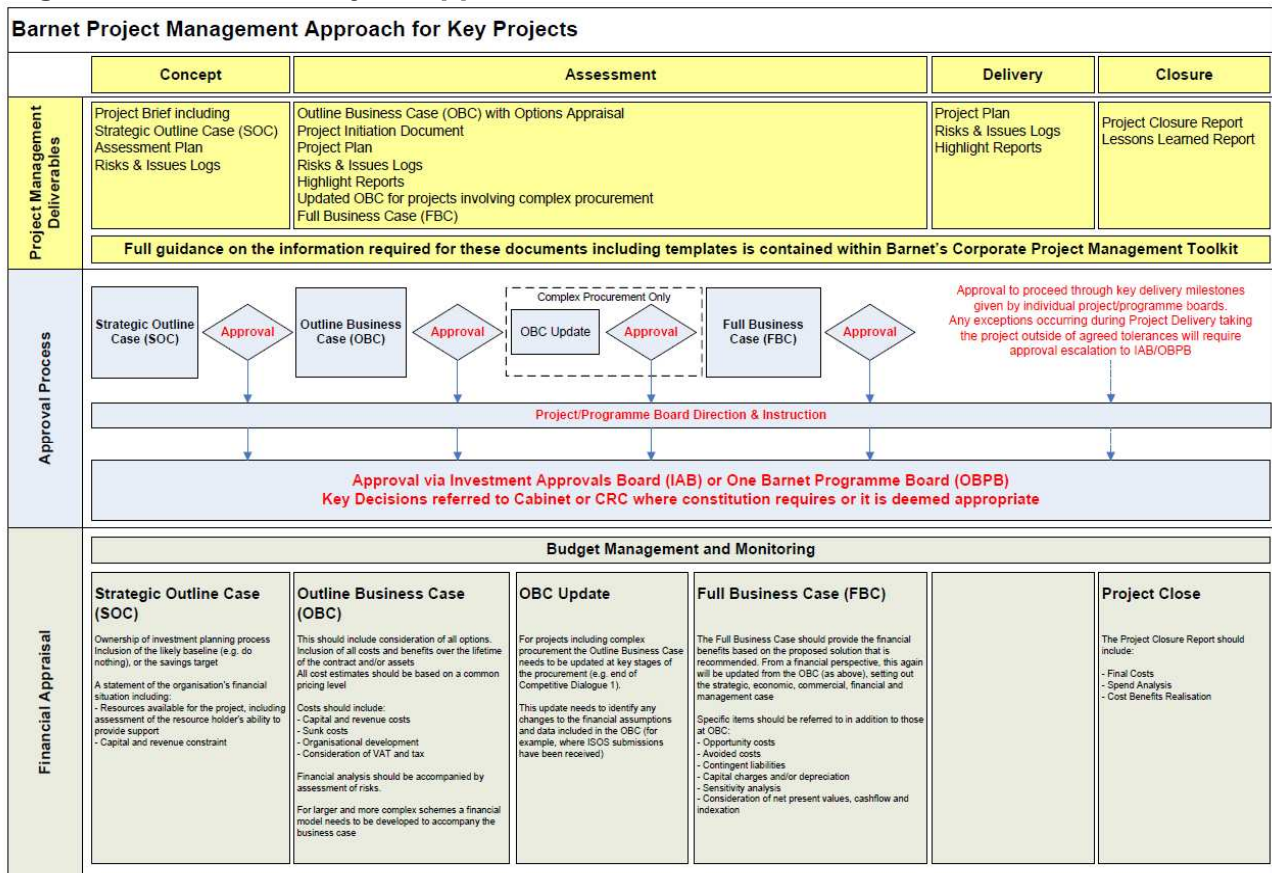 Barnet Project Management Approach for Key Projects
Concept
Assessment
Delivery
Closure
Project Management
Deliverables
Project Brief including
Strategic Outline Case (SOC)
Assessment Plan
Risks & Issues Logs
Outline Business Case (OBC) with Options Appraisal
Project Initiation Document
Project Plan
Risks & Issues Logs
Highlight Reports
Updated OBC for projects involving complex procurement
Full Business Case (FBC)
Project Plan
Risks & Issues Logs
Highlight Reports
Project Closure Report
Lessons Learned Report
Full guidance on the information required for these documents including templates is contained within Barnet's Corporate Project Management Toolkit
Approval Process
Strategic Outline
Case (SOC)
Approval
Outline Business
Case (OBC)
Approval
Complex Procurement Only
OBC Update
Approval
Full Business
Case (FBC)
Approval
Approval to proceed through key delivery milestones
given by individual project/programme boards.
Any exceptions occurring during Project Delivery taking
the project outside of agreed tolerances will require
approval escalation to IAB/OBPB
Project/Programme Board Direction & Instruction
Approval via Investment Approvals Board (IAB) or One Barnet Programme Board (OBPB)
Key Decisions referred to Cabinet or CRC where constitution requires or it is deemed appropriate
Financial Appraisal
Budget Management and Monitoring
Strategic Outline Case
(SOC)
Ownership of investment planning process
Inclusion of the likely baseline (e.g. do
nothing), or the savings target
A statement of the organisation's financial
situation including:
- Resources available for the project, including
assessment of the resource holder's ability to
provide support
- Capital and revenue constraint
Outline Business Case
(OBC)
This should include consideration of all options.
Inclusion of all costs and benefits over the lifetime
of the contract and/or assets
All cost estimates should be based on a common
pricing level
Costs should include:
- Capital and revenue costs
- Sunk costs
- Organisational development
- Consideration of VAT and tax
Financial analysis should be accompanied by
assessment of risks.
For larger and more complex schemes a financial
model needs to be developed to accompany the
business case
OBC Update
For projects including complex
procurement the Outline Business Case
needs to be updated at key stages of
the procurement (e.g. end of
Competitive Dialogue 1).
This update needs to identify any
changes to the financial assumptions
and data included in the OBC (for
example, where ISOS submissions
have been received)
Full Business Case (FBC)
The Full Business Case should provide the financial
benefits based on the proposed solution that is
recommended. From a financial perspective, this again
will be updated from the OBC (as above), setting out
the strategic, economic, commercial, financial and
management case
Specific items should be referred to in addition to those
at OBC:
- Opportunity costs
- Avoided costs
- Contingent liabilities
- Capital charges and/or depreciation
- Sensitivity analysis
- Consideration of net present values, cashflow and
indexation
Project Close
The Project Closure Report should
include:
- Final Costs
- Spend Analysis
- Cost Benefits Realisation